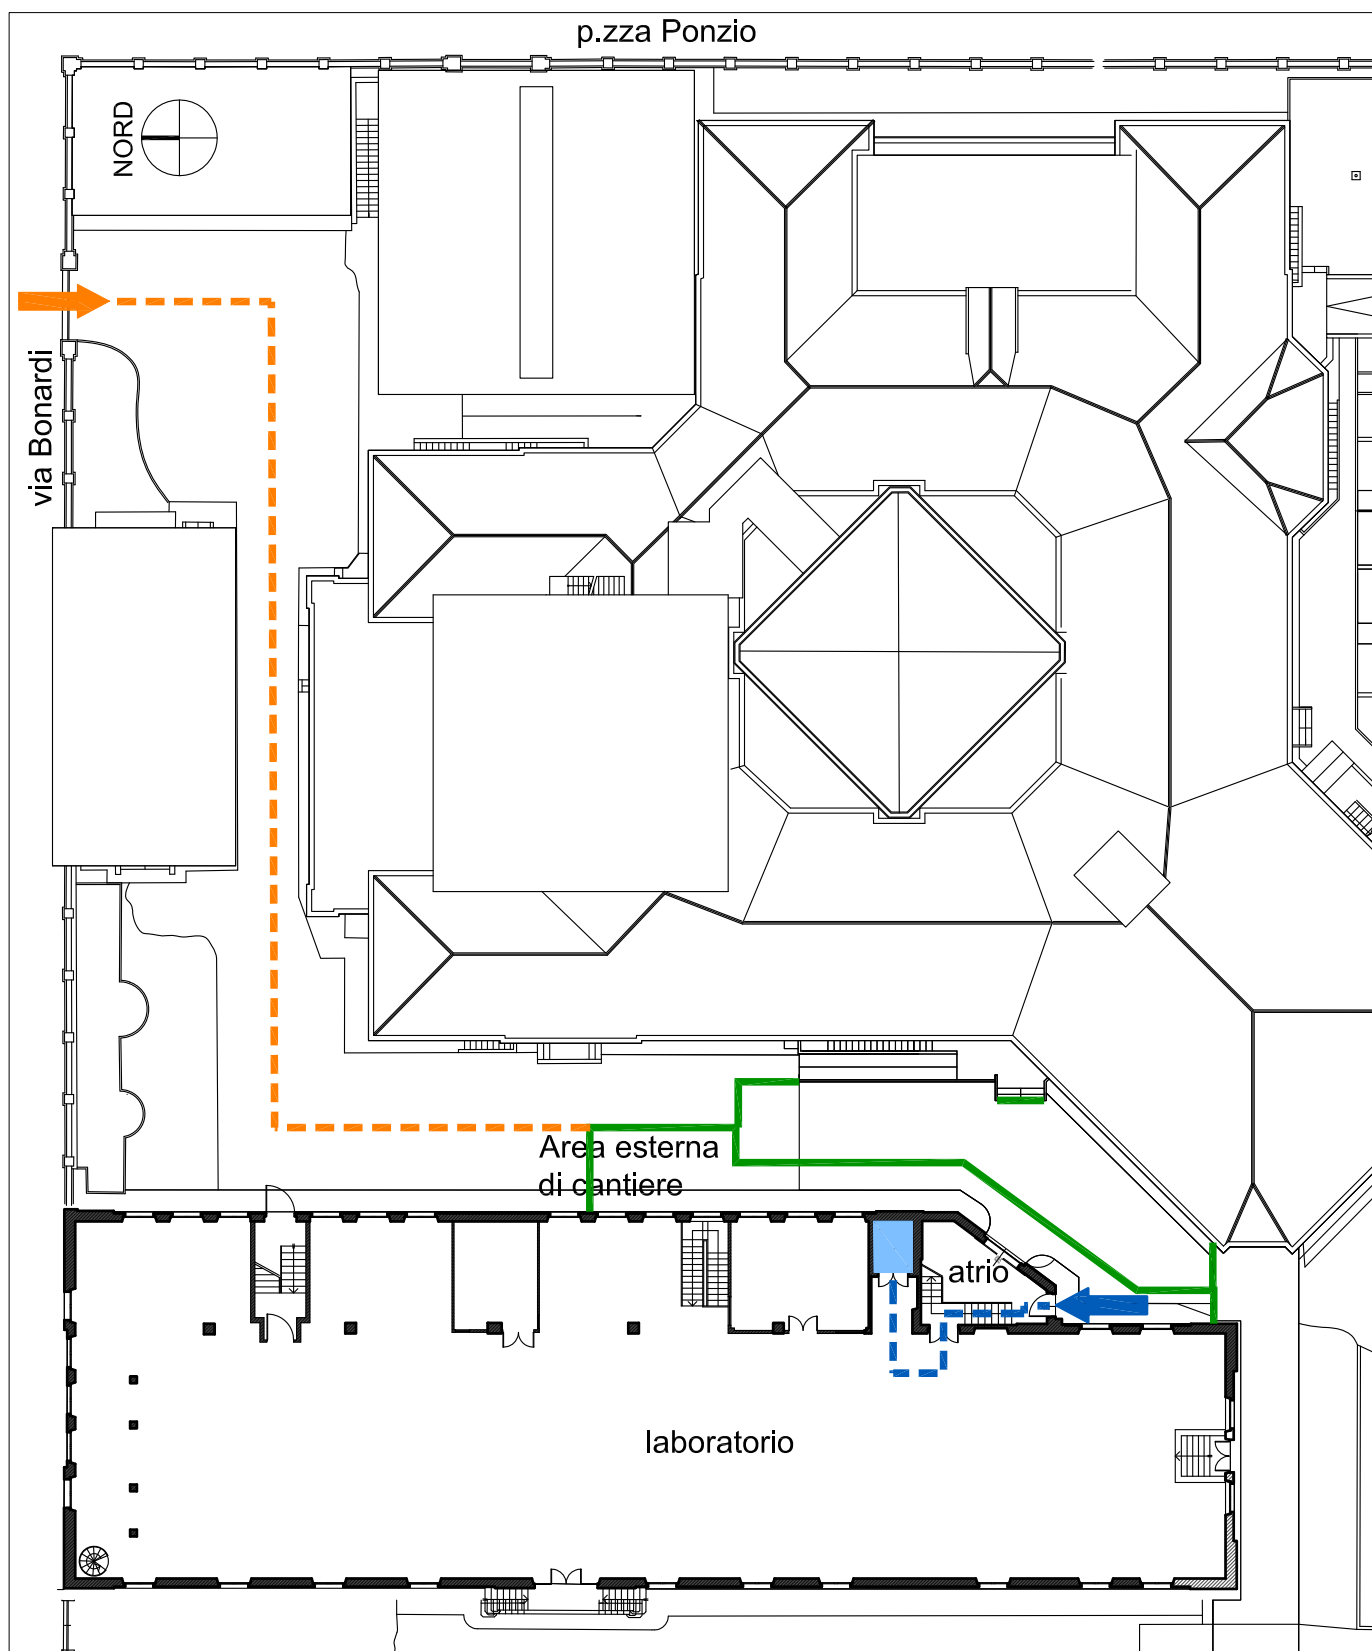 p.zza Ponzio
NORD
via Bonardi
Area esterna
di cantiere
atrio
laboratorio